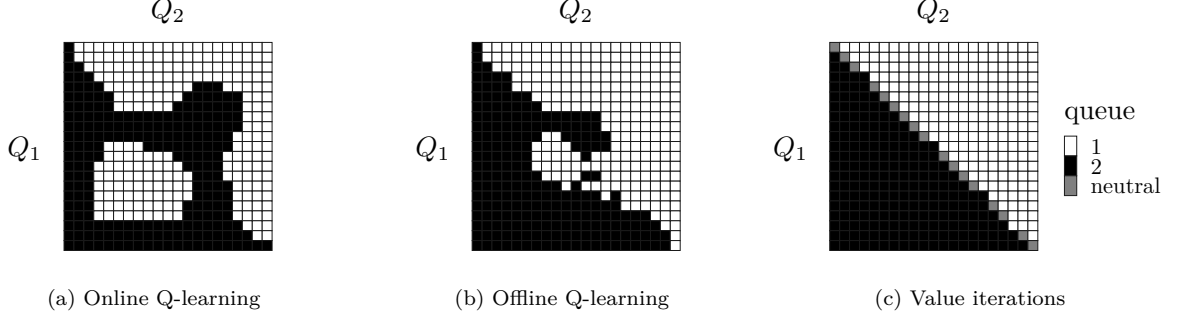 Q2 Q2 Q2
Q1 Q1 Q1
queue
1
2
neutral
(a) Online Q-learning (b) Offline Q-learning (c) Value iterations